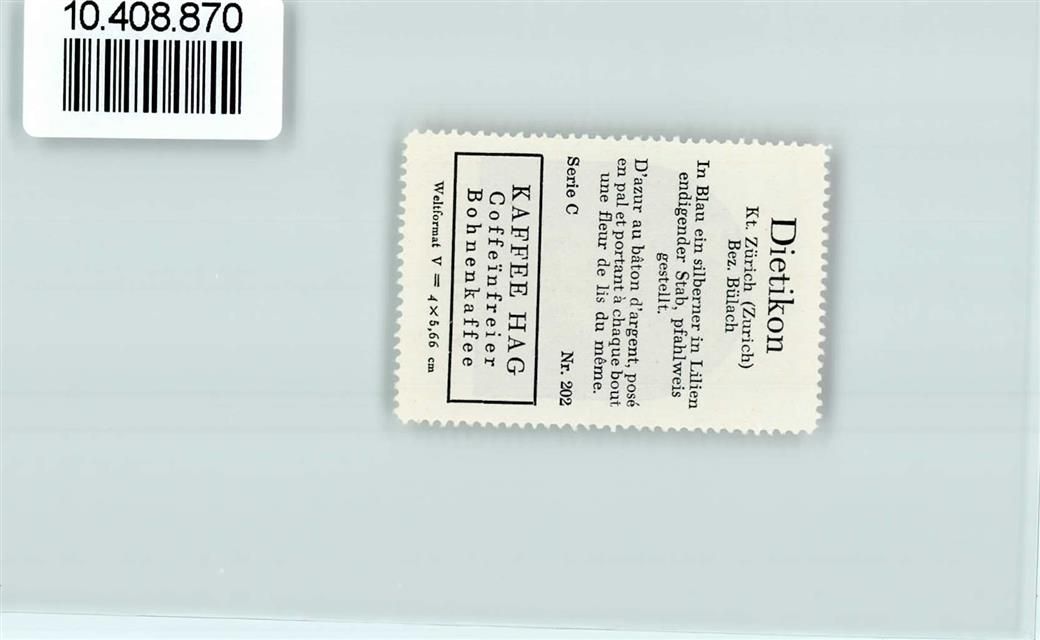 10.408.870
Dietikon
Kt. Zürich (Zurich)
Bez. Bülach
In Blau ein silberner in Lilien
endigender Stab, pfahlweis
gestellt.
D'azur au bâton d'argent, posé
en pal et portant à chaque bout
une fleur de lis du même.
Serie C Nr. 202
KAFFEE HAG
Coffeïnfreier
Bohnenkaffee
Weltformat V = 4×5,66 cm